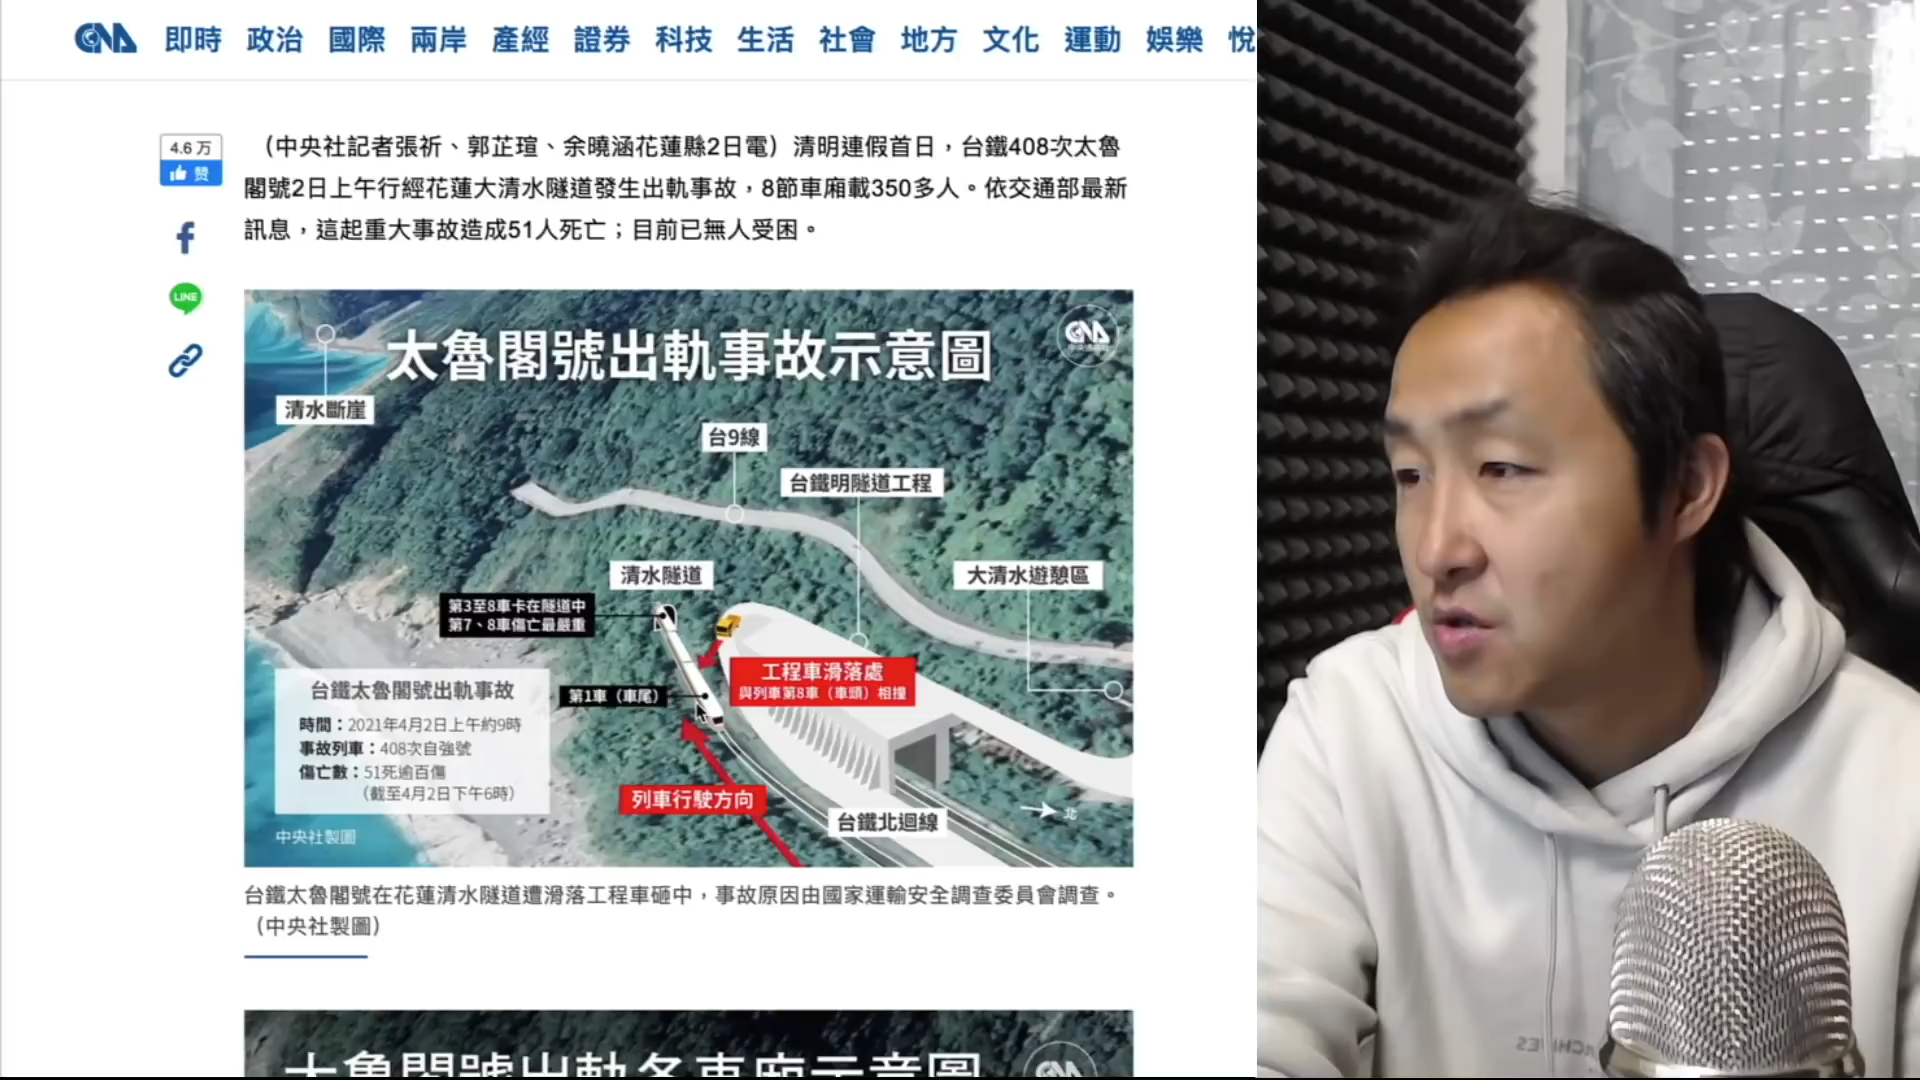 CNA 即時 政治 國際 兩岸 產經 證券 科技 生活 社會 地方 文化 運動 娛樂 悅
4.6 万
赞
（中央社記者張祈、郭芷瑄、余曉涵花蓮縣2日電）清明連假首日，台鐵408次太魯
閣號2日上午行經花蓮大清水隧道發生出軌事故，8節車廂載350多人。依交通部最新
訊息，這起重大事故造成51人死亡；目前已無人受困。
LINE
太魯閣號出軌事故示意圖
CNA
清水斷崖
台9線
台鐵明隧道工程
清水隧道
大清水遊憩區
第3至8車卡在隧道中
第7、8車傷亡最嚴重
工程車滑落處
與列車第8車（車頭）相撞
第1車（車尾）
台鐵太魯閣號出軌事故
時間：2021年4月2日上午約9時
事故列車：408次自強號
傷亡數：51死逾百傷
（截至4月2日下午6時）
列車行駛方向
台鐵北迴線
北
中央社製圖
台鐵太魯閣號在花蓮清水隧道遭滑落工程車砸中，事故原因由國家運輸安全調查委員會調查。
（中央社製圖）
太魯閣號出軌各車廂示意圖
CNA